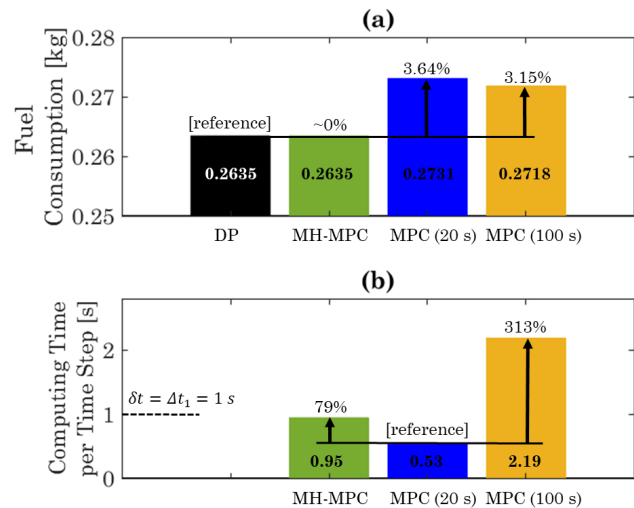 (a)
Fuel
Consumption [kg]
0.28
0.27
0.26
0.25
[reference]
~0%
3.64%
3.15%
0.2635
0.2635
0.2731
0.2718
DP
MH-MPC
MPC (20 s)
MPC (100 s)
(b)
Computing Time
per Time Step [s]
2
1
0
δt = Δt₁ = 1 s
79%
[reference]
313%
0.95
0.53
2.19
MH-MPC
MPC (20 s)
MPC (100 s)